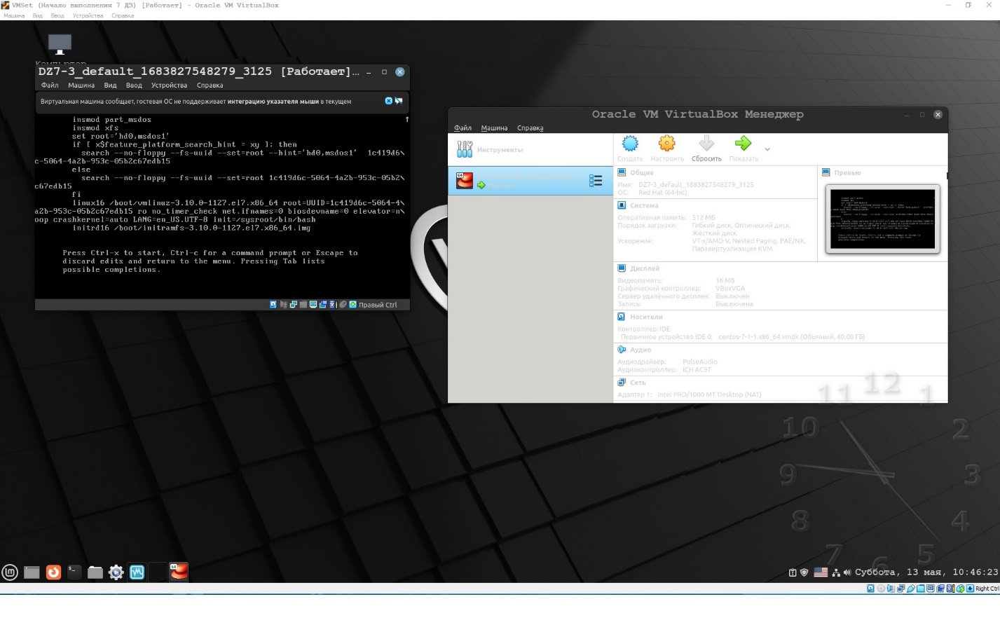 VMSet (Начало выполнения 7 ДЗ) [Работает] - Oracle VM VirtualBox
Машина Вид Ввод Устройства Справка
DZ7-3_default_1683827548279_3125 [Работает]...
Файл Машина Вид Ввод Устройства Справка
Виртуальная машина сообщает, гостевая ОС не поддерживает интеграцию указателя мыши в текущем
insmod part_msdos
insmod xfs
set root='hd0,msdos1'
if [ x$feature_platform_search_hint = xy ]; then
search --no-floppy --fs-uuid --set=root --hint='hd0,msdos1' 1c419d6\
c-5064-4a2b-953c-05b2c67edb15
else
search --no-floppy --fs-uuid --set=root 1c419d6c-5064-4a2b-953c-05b2\
c67edb15
fi
linux16 /boot/vmlinuz-3.10.0-1127.el7.x86_64 root=UUID=1c419d6c-5064-4\
a2b-953c-05b2c67edb15 ro no_timer_check net.ifnames=0 biosdevname=0 elevator=n\
oop crashkernel=auto LANG=en_US.UTF-8 init=/sysroot/bin/bash
initrd16 /boot/initramfs-3.10.0-1127.el7.x86_64.img
Press Ctrl-x to start, Ctrl-c for a command prompt or Escape to
discard edits and return to the menu. Pressing Tab lists
possible completions.
Правый Ctrl
Oracle VM VirtualBox Менеджер
Файл Машина Справка
Инструменты
Создать Настроить Сбросить Показать
Общие
Имя: DZ7-3_default_1683827548279_3125
ОС: Red Hat (64-bit)
Превью
Система
Оперативная память: 512 МБ
Порядок загрузки: Гибкий диск, Оптический диск,
Жёсткий диск
Ускорение: VT-x/AMD-V, Nested Paging, PAE/NX,
Паравиртуализация KVM
Дисплей
Видеопамять: 16 МБ
Графический контроллер: VBoxVGA
Сервер удаленного дисплея: Выключен
Запись: Выключена
Носители
Контроллер: IDE
Первичное устройство IDE 0: centos-7-1-1.x86_64.vmdk (Обычный, 40,00 ГБ)
Аудио
Аудиодрайвер: PulseAudio
Аудиоконтроллер: ICH AC97
Сеть
Адаптер 1: Intel PRO/1000 MT Desktop (NAT)
11 12 1
10 2
9 3
8 4
7 6 5
Суббота, 13 мая, 10:46:23
Right Ctrl